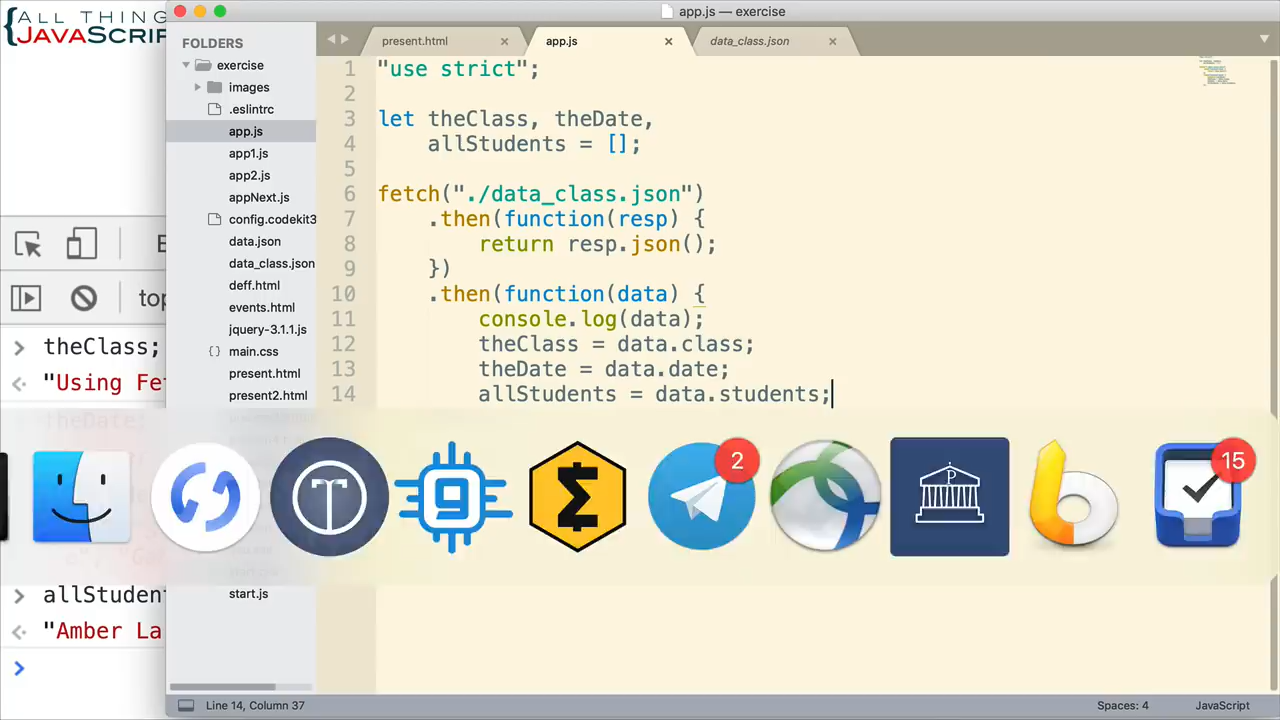 ALL THING
JAVASCRIP
app.js — exercise
FOLDERS
exercise
images
.eslintrc
app.js
app1.js
app2.js
appNext.js
config.codekit3
data.json
data_class.json
deff.html
events.html
jquery-3.1.1.js
main.css
present.html
present2.html
start.js
present.html
app.js
data_class.json
1 "use strict";
2
3 let theClass, theDate,
4 allStudents = [];
5
6 fetch("./data_class.json")
7 .then(function(resp) {
8 return resp.json();
9 })
10 .then(function(data) {
11 console.log(data);
12 theClass = data.class;
13 theDate = data.date;
14 allStudents = data.students;
top
theClass;
"Using Fe
theDate;
allStudent
"Amber La
2
15
Line 14, Column 37
Spaces: 4
JavaScript